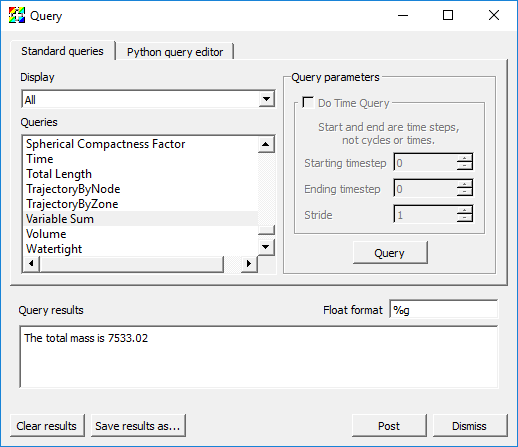 Query
Standard queries
Python query editor
Display
All
Queries
Spherical Compactness Factor
Time
Total Length
TrajectoryByNode
TrajectoryByZone
Variable Sum
Volume
Watertight
Query parameters
Do Time Query
Start and end are time steps,
not cycles or times.
Starting timestep 0
Ending timestep 0
Stride 1
Query
Query results
Float format %g
The total mass is 7533.02
Clear results
Save results as...
Post
Dismiss